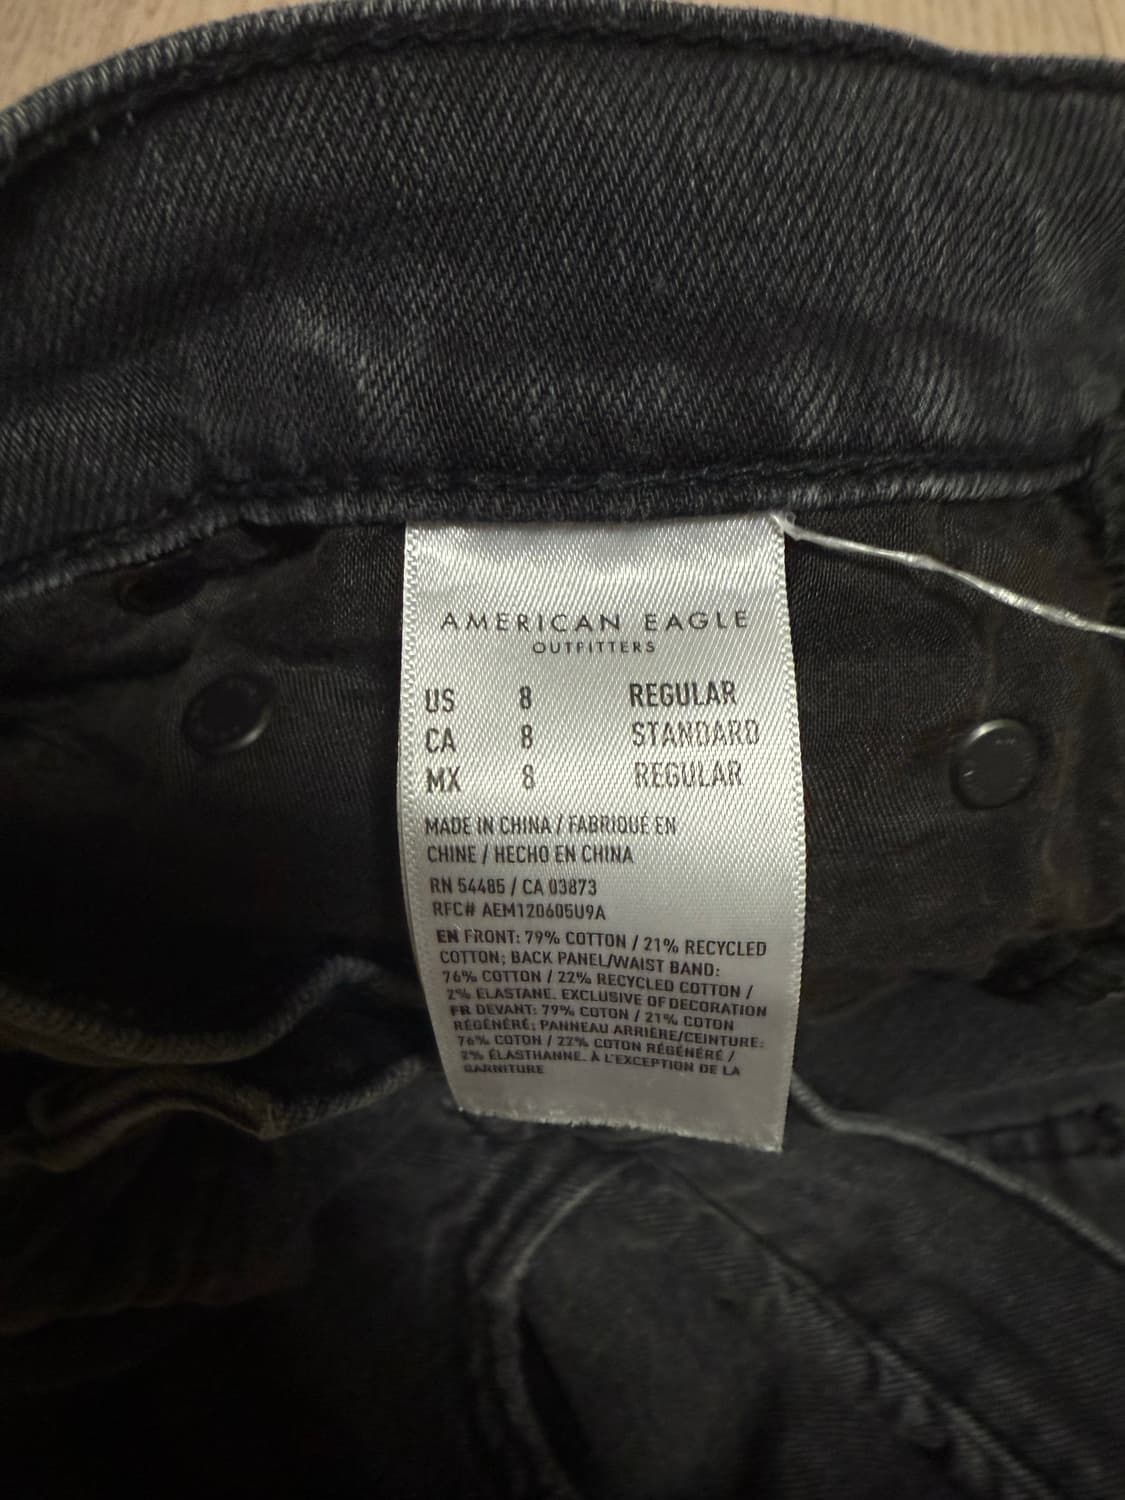 AMERICAN EAGLE
OUTFITTERS
US 8 REGULAR
CA 8 STANDARD
MX 8 REGULAR
MADE IN CHINA / FABRIQUÉ EN
CHINE / HECHO EN CHINA
RN 54485 / CA 03873
RFC# AEM120605U9A
EN FRONT: 79% COTTON / 21% RECYCLED
COTTON; BACK PANEL/WAIST BAND:
76% COTTON / 22% RECYCLED COTTON /
2% ELASTANE. EXCLUSIVE OF DECORATION
FR DEVANT: 79% COTON / 21% COTON
RÉGÉNÉRÉ; PANNEAU ARRIÈRE/CEINTURE:
76% COTON / 22% COTON RÉGÉNÉRÉ /
2% ÉLASTHANNE. À L'EXCEPTION DE LA
GARNITURE